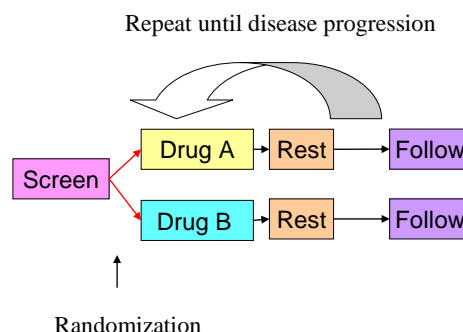 Repeat until disease progression
Drug A
Rest
Follow
Screen
Drug B
Rest
Follow
Randomization